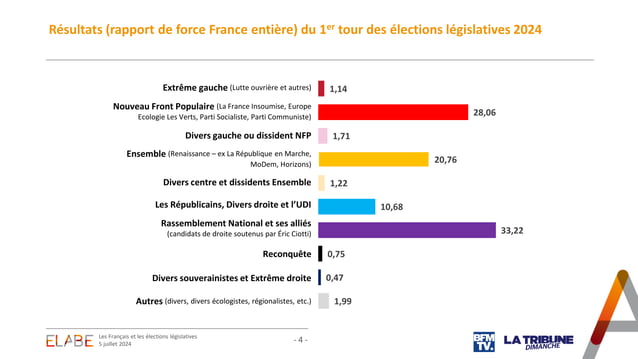 Résultats (rapport de force France entière) du 1er tour des élections législatives 2024
Extrême gauche (Lutte ouvrière et autres) 1,14
Nouveau Front Populaire (La France Insoumise, Europe
Ecologie Les Verts, Parti Socialiste, Parti Communiste) 28,06
Divers gauche ou dissident NFP 1,71
Ensemble (Renaissance – ex La République en Marche,
MoDem, Horizons) 20,76
Divers centre et dissidents Ensemble 1,22
Les Républicains, Divers droite et l'UDI 10,68
Rassemblement National et ses alliés
(candidats de droite soutenus par Éric Ciotti) 33,22
Reconquête 0,75
Divers souverainistes et Extrême droite 0,47
Autres (divers, divers écologistes, régionalistes, etc.) 1,99
ELABE
Les Français et les élections législatives
5 juillet 2024
- 4 -
BFM
TV.
LA TRIBUNE
DIMANCHE